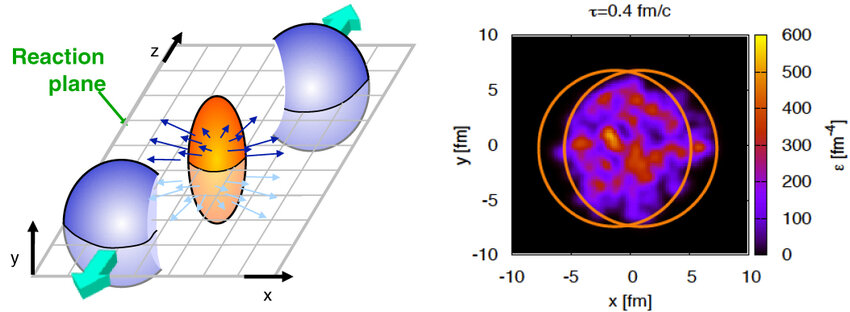 Reaction
plane
z
y
x
τ=0.4 fm/c
10
5
0
-5
-10
y [fm]
-10 -5 0 5 10
x [fm]
600
500
400
300
200
100
0
ε [fm-4]